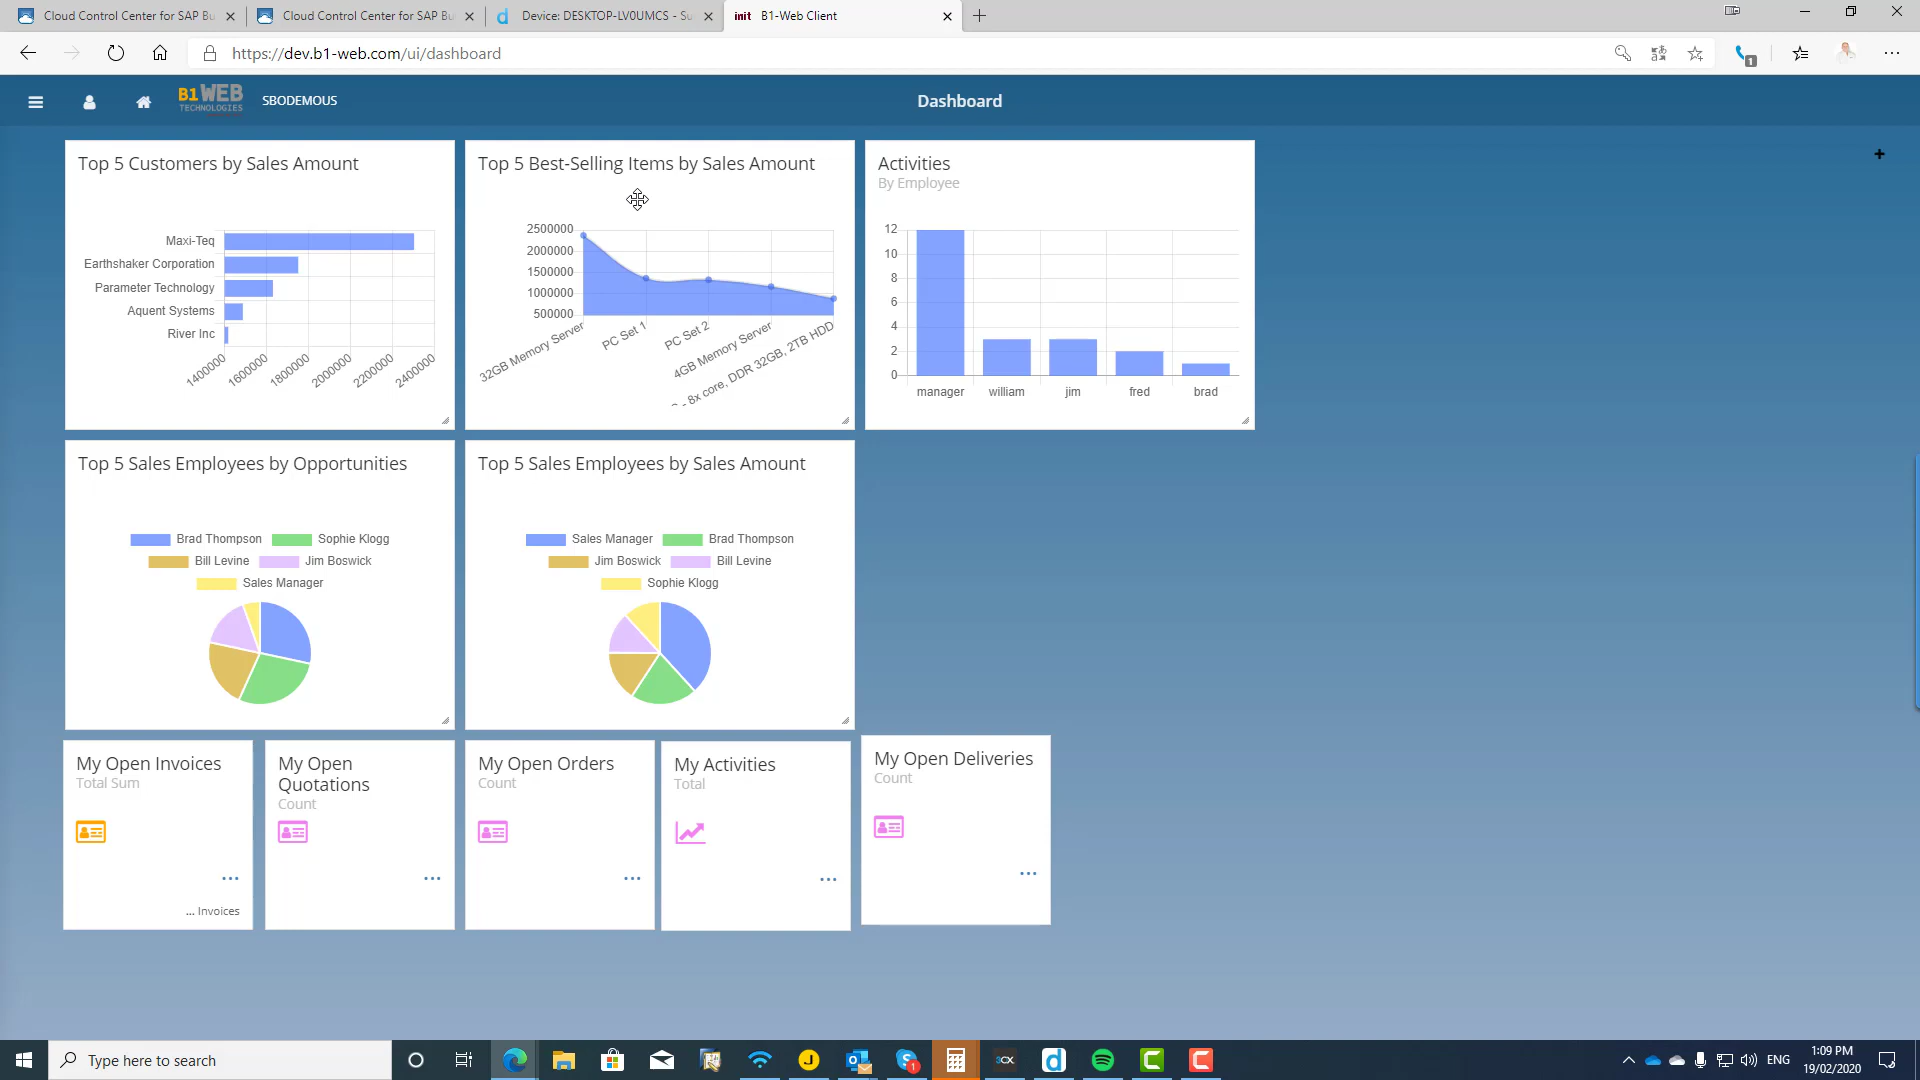 Cloud Control Center for SAP Bu
Cloud Control Center for SAP Bu
Device: DESKTOP-LV0UMCS - Su
init B1-Web Client
https://dev.b1-web.com/ui/dashboard
1
B1 WEB
TECHNOLOGIES
SBODEMOUS
Dashboard
Top 5 Customers by Sales Amount
Maxi-Teq
Earthshaker Corporation
Parameter Technology
Aquent Systems
River Inc
1400000
1600000
1800000
2000000
2200000
2400000
Top 5 Best-Selling Items by Sales Amount
2500000
2000000
1500000
1000000
500000
32GB Memory Server
PC Set 1
PC Set 2
4GB Memory Server
- 8x core, DDR 32GB, 2TB HDD
Activities
By Employee
12
10
8
6
4
2
0
manager
william
jim
fred
brad
Top 5 Sales Employees by Opportunities
Brad Thompson
Sophie Klogg
Bill Levine
Jim Boswick
Sales Manager
Top 5 Sales Employees by Sales Amount
Sales Manager
Brad Thompson
Jim Boswick
Bill Levine
Sophie Klogg
My Open Invoices
Total Sum
...
... Invoices
My Open
Quotations
Count
...
My Open Orders
Count
...
My Activities
Total
...
My Open Deliveries
Count
...
Type here to search
J
1
3CX
d
ENG
1:09 PM
19/02/2020